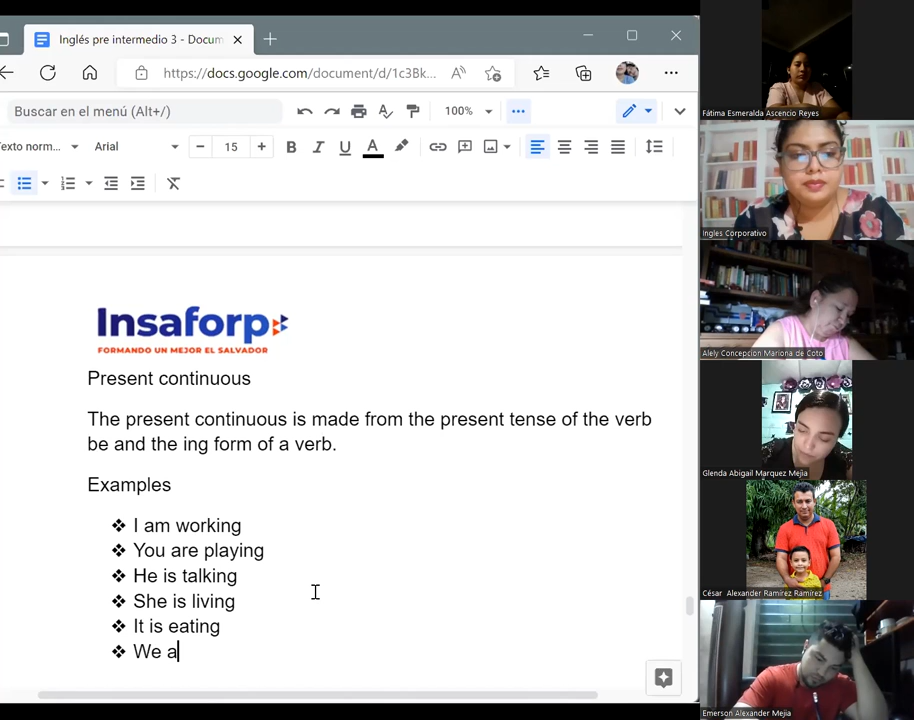 Inglés pre intermedio 3 - Docum
https://docs.google.com/document/d/1c3Bk...
Buscar en el menú (Alt+/)
100%
Texto norm...
Arial
15
Insaforp
FORMANDO UN MEJOR EL SALVADOR
Present continuous
The present continuous is made from the present tense of the verb
be and the ing form of a verb.
Examples
❖ I am working
❖ You are playing
❖ He is talking
❖ She is living
❖ It is eating
❖ We a
Fátima Esmeralda Ascencio Reyes
Ingles Corporativo
Alely Concepcion Mariona de Coto
Glenda Abigail Marquez Mejia
César Alexander Ramírez Ramírez
Emerson Alexander Mejia